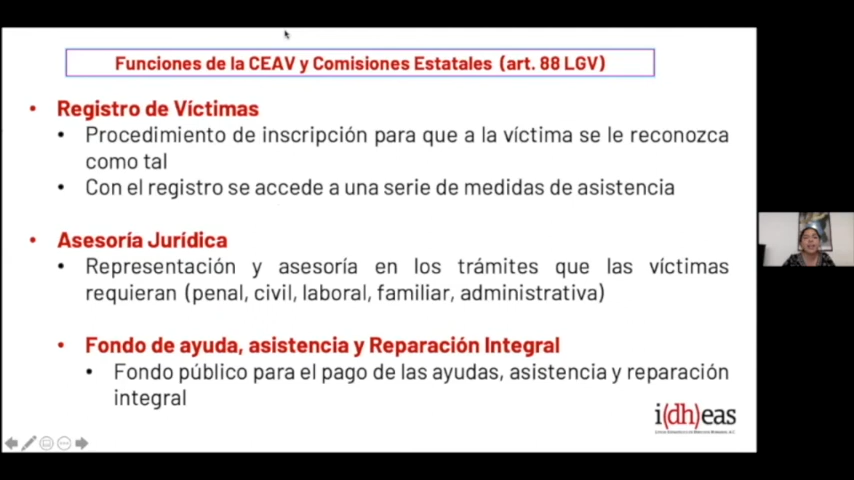 Funciones de la CEAV y Comisiones Estatales (art. 88 LGV)
• Registro de Víctimas
• Procedimiento de inscripción para que a la víctima se le reconozca
como tal
• Con el registro se accede a una serie de medidas de asistencia
• Asesoría Jurídica
• Representación y asesoría en los trámites que las víctimas
requieran (penal, civil, laboral, familiar, administrativa)
• Fondo de ayuda, asistencia y Reparación Integral
• Fondo público para el pago de las ayudas, asistencia y reparación
integral
i(dh)eas